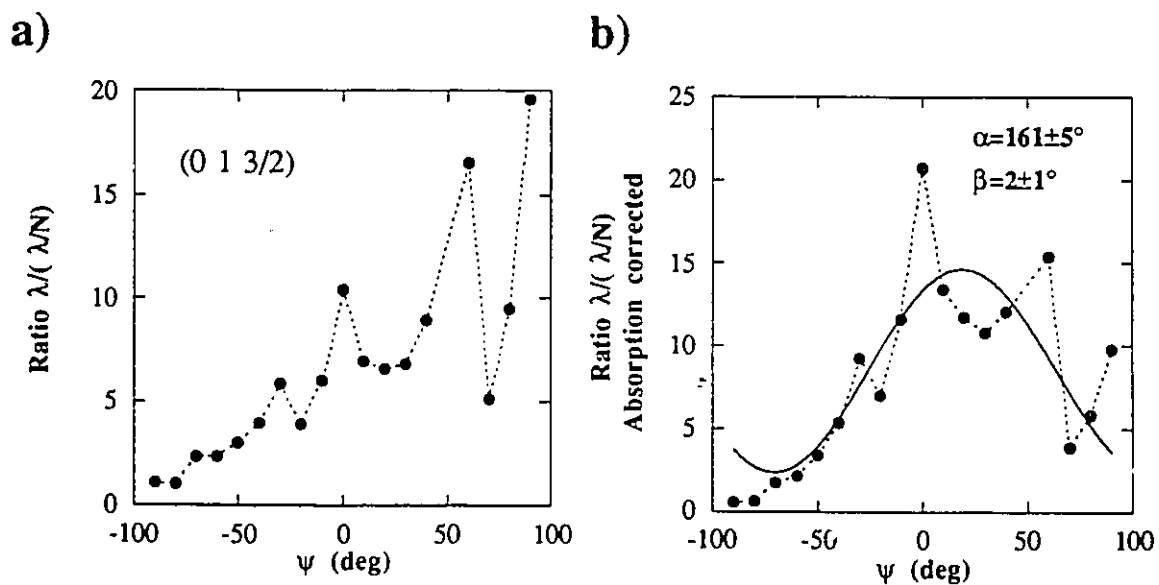 a)
20
15
10
5
0
-100
-50
0
50
100
(0 1 3/2)
Ratio λ/( λ/N)
ψ (deg)
b)
25
20
15
10
5
0
-100
-50
0
50
100
α=161±5°
β=2±1°
Ratio λ/( λ/N)
Absorption corrected
ψ (deg)